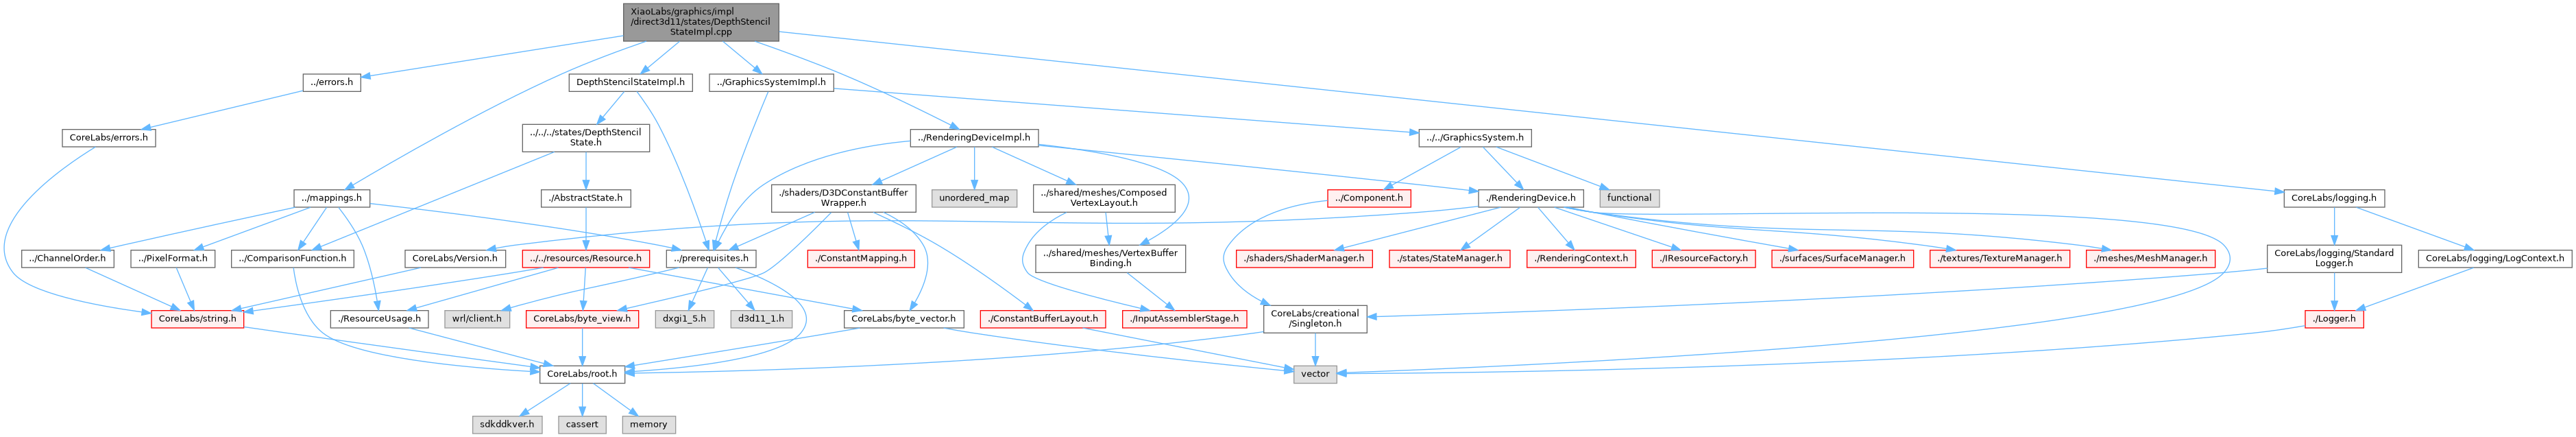 XiaoLabs/graphics/impl
/direct3d11/states/DepthStencil
StateImpl.cpp
../errors.h
DepthStencilStateImpl.h
../GraphicsSystemImpl.h
CoreLabs/errors.h
../../../states/DepthStencil
State.h
../RenderingDeviceImpl.h
../../GraphicsSystem.h
../mappings.h
./AbstractState.h
./shaders/D3DConstantBuffer
Wrapper.h
unordered_map
../shared/meshes/Composed
VertexLayout.h
../Component.h
./RenderingDevice.h
functional
CoreLabs/logging.h
../ChannelOrder.h
../PixelFormat.h
../ComparisonFunction.h
CoreLabs/Version.h
../../resources/Resource.h
../prerequisites.h
./ConstantMapping.h
../shared/meshes/VertexBuffer
Binding.h
./shaders/ShaderManager.h
./states/StateManager.h
./RenderingContext.h
./IResourceFactory.h
./surfaces/SurfaceManager.h
./textures/TextureManager.h
./meshes/MeshManager.h
CoreLabs/logging/Standard
Logger.h
CoreLabs/logging/LogContext.h
CoreLabs/string.h
./ResourceUsage.h
wrl/client.h
CoreLabs/byte_view.h
dxgi1_5.h
d3d11_1.h
CoreLabs/byte_vector.h
./ConstantBufferLayout.h
./InputAssemblerStage.h
CoreLabs/creational
/Singleton.h
./Logger.h
CoreLabs/root.h
vector
sdkddkver.h
cassert
memory